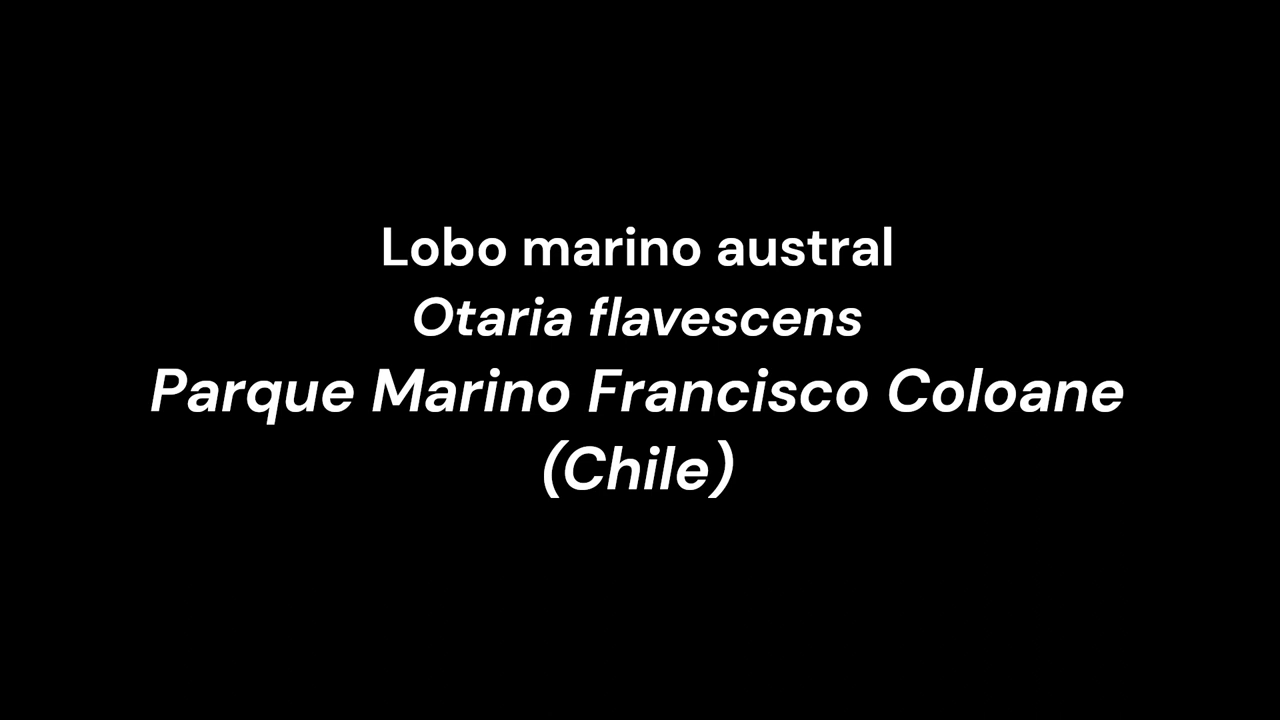 Lobo marino austral
Otaria flavescens
Parque Marino Francisco Coloane
(Chile)